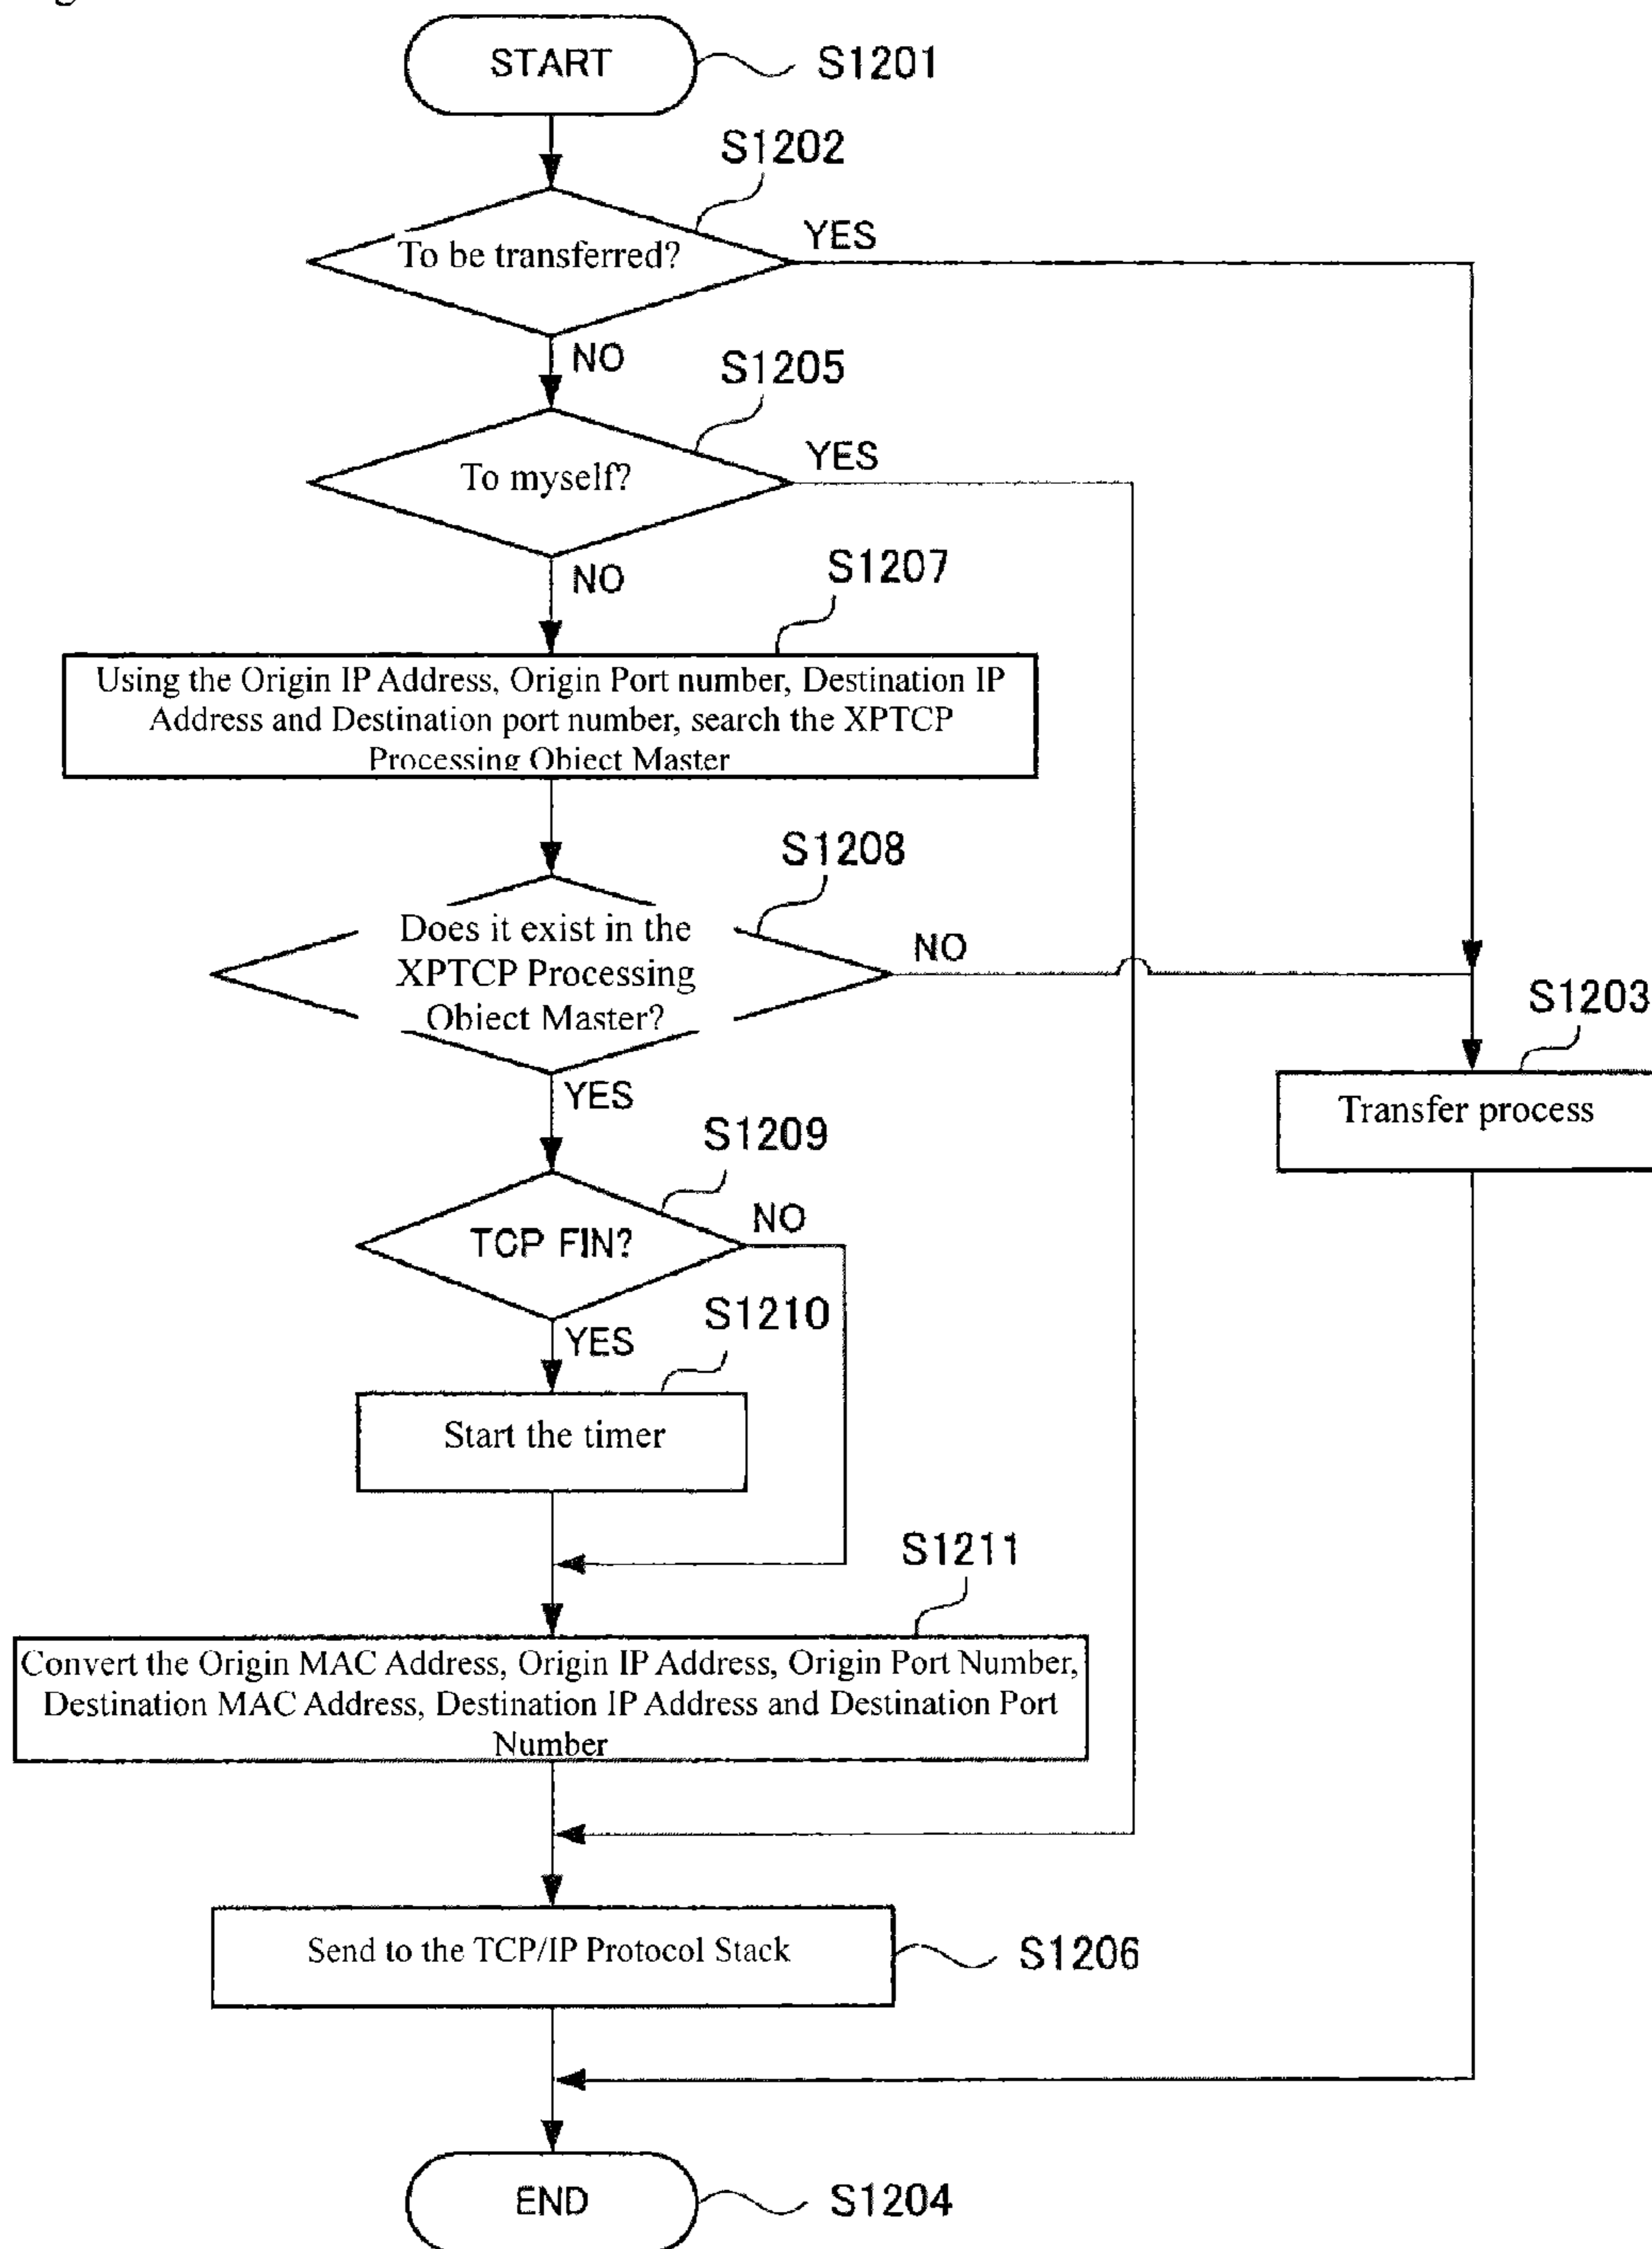 START
S1201
S1202
To be transferred?
YES
NO
S1205
To myself?
YES
NO
S1207
Using the Origin IP Address, Origin Port number, Destination IP
Address and Destination port number, search the XPTCP
Processing Object Master
S1208
Does it exist in the
XPTCP Processing
Object Master?
NO
YES
S1203
Transfer process
S1209
TCP FIN?
NO
YES
S1210
Start the timer
S1211
Convert the Origin MAC Address, Origin IP Address, Origin Port Number,
Destination MAC Address, Destination IP Address and Destination Port
Number
Send to the TCP/IP Protocol Stack
S1206
END
S1204